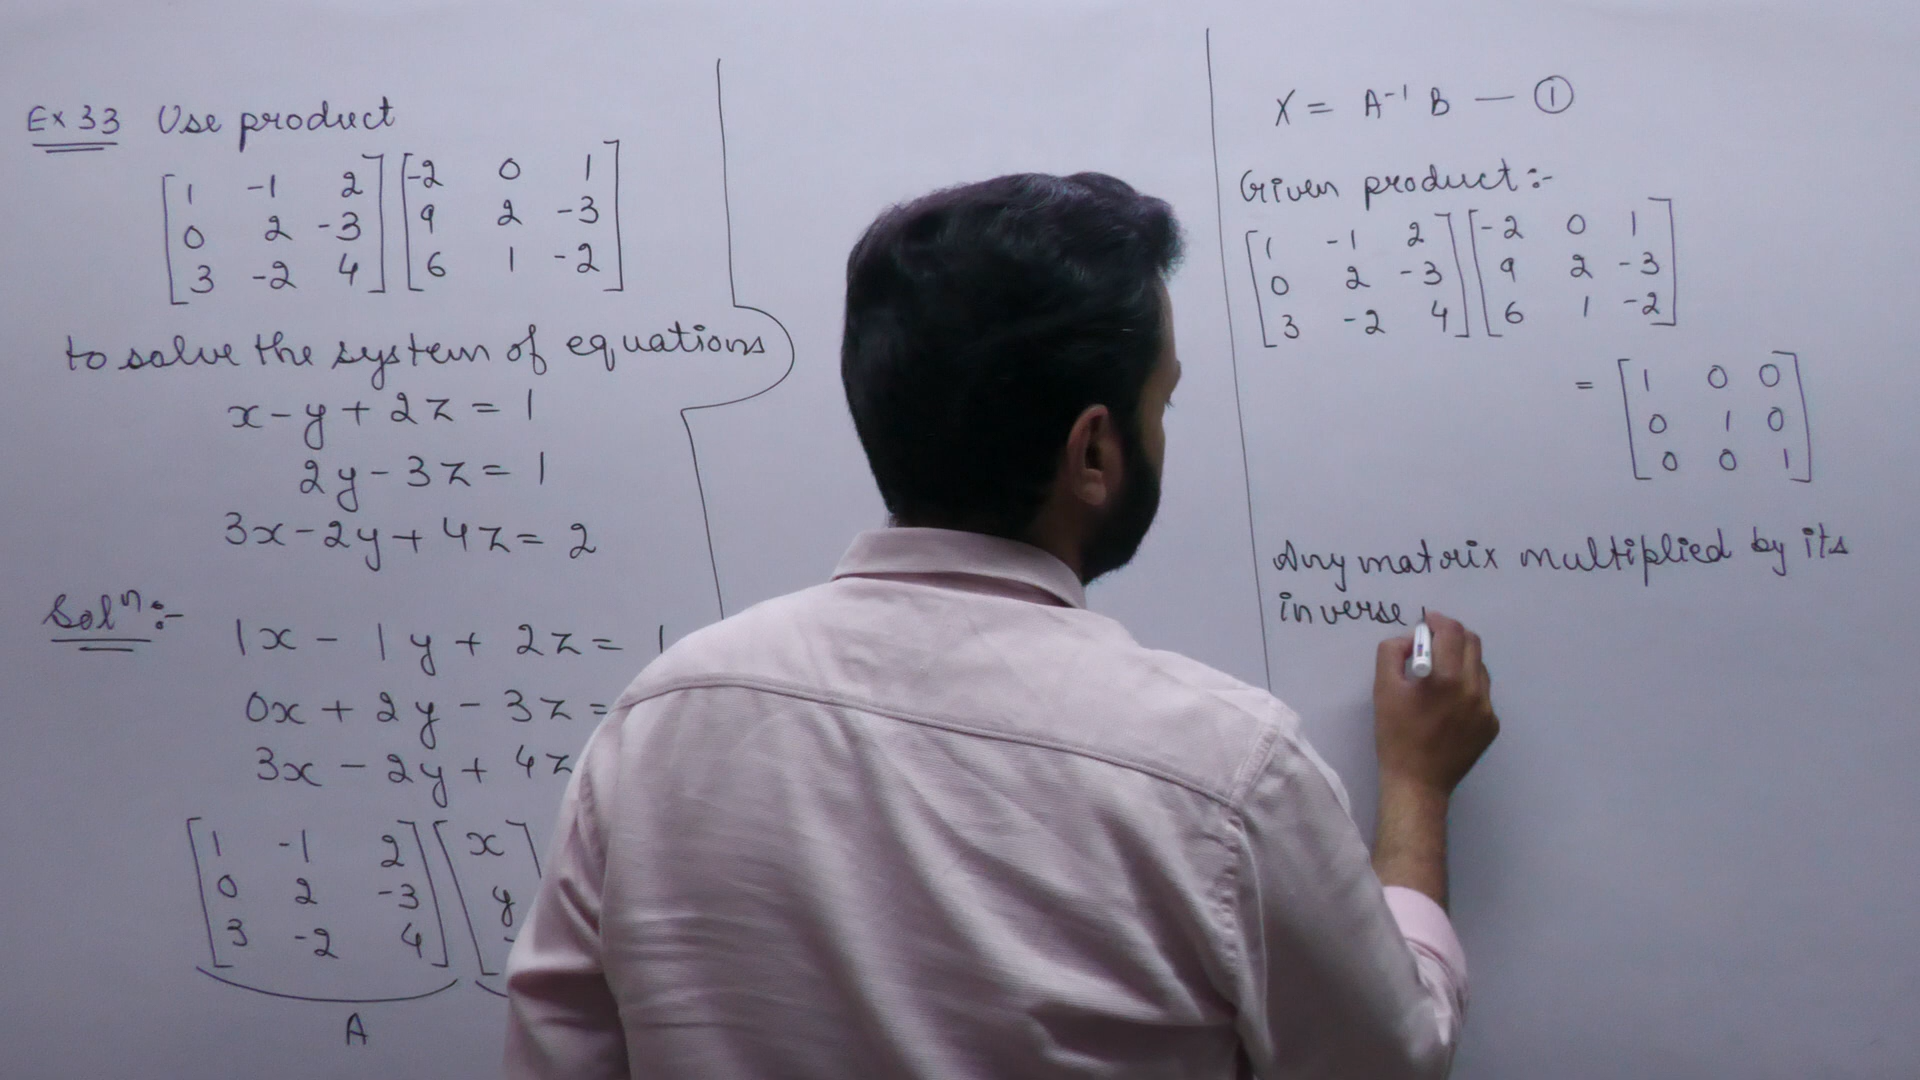 Ex 33 Use product
[1 -1 2] [-2 0 1]
[0 2 -3] [9 2 -3]
[3 -2 4] [6 1 -2]
to solve the system of equations
x - y + 2z = 1
2y - 3z = 1
3x - 2y + 4z = 2
Solⁿ:-
1x - 1y + 2z = 1
0x + 2y - 3z =
3x - 2y + 4z
[1 -1 2] [x]
[0 2 -3] [y]
[3 -2 4]
A
X = A⁻¹ B — ①
Given product:-
[1 -1 2] [-2 0 1]
[0 2 -3] [9 2 -3]
[3 -2 4] [6 1 -2]
= [1 0 0]
[0 1 0]
[0 0 1]
Any matrix multiplied by its
inverse